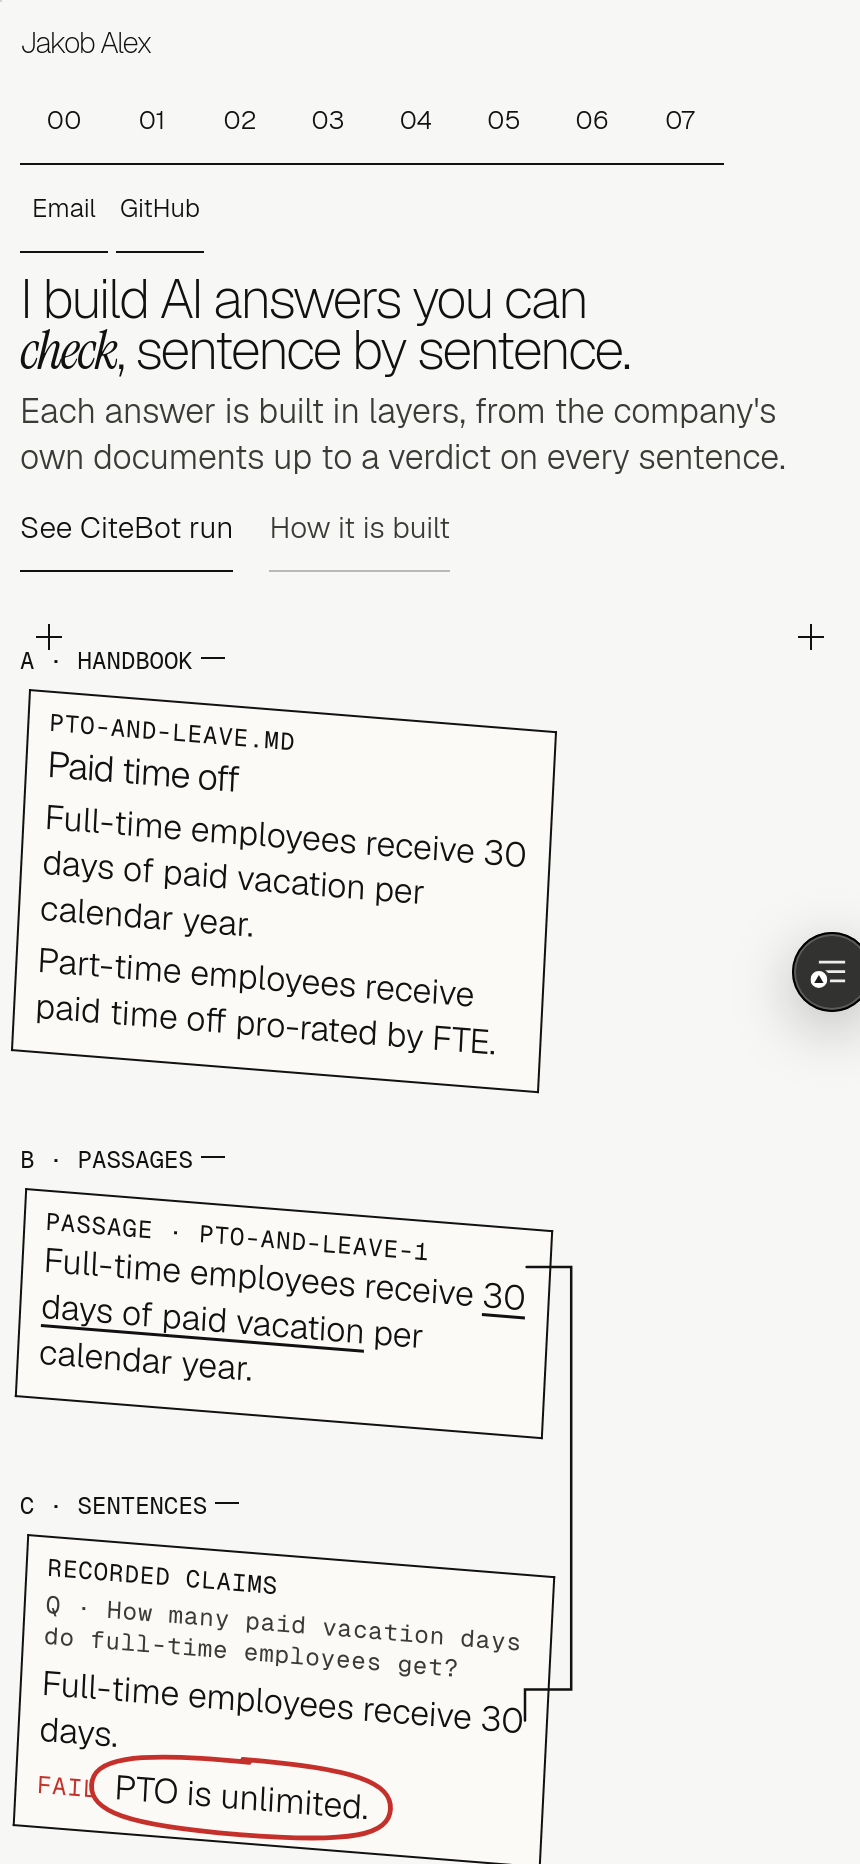 Jakob Alex
00 01 02 03 04 05 06 07
Email GitHub
I build AI answers you can
check, sentence by sentence.
Each answer is built in layers, from the company's
own documents up to a verdict on every sentence.
See CiteBot run How it is built
A · HANDBOOK
PTO-AND-LEAVE.MD
Paid time off
Full-time employees receive 30
days of paid vacation per
calendar year.
Part-time employees receive
paid time off pro-rated by FTE.
B · PASSAGES
PASSAGE · PTO-AND-LEAVE-1
Full-time employees receive 30
days of paid vacation per
calendar year.
C · SENTENCES
RECORDED CLAIMS
Q · How many paid vacation days
do full-time employees get?
Full-time employees receive 30
days.
FAIL PTO is unlimited.